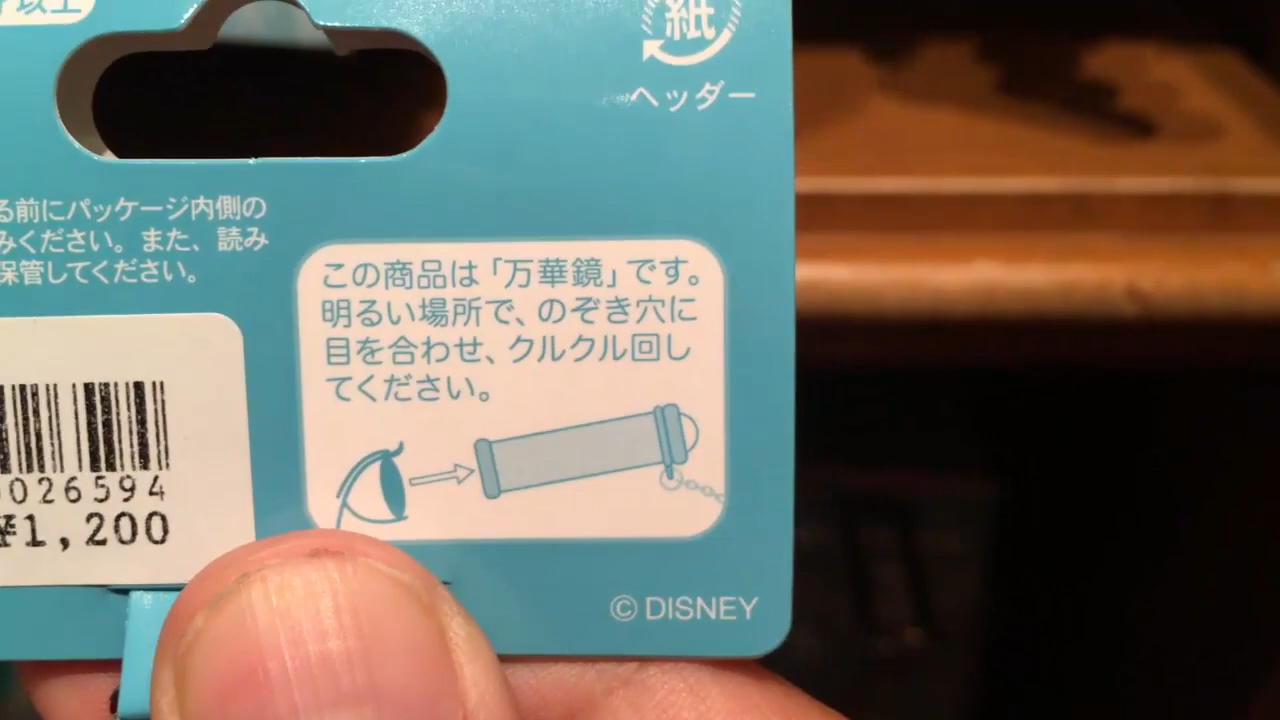 以上
紙
ヘッダー
る前にパッケージ内側の
みください。また、読み
保管してください。
この商品は「万華鏡」です。
明るい場所で、のぞき穴に
目を合わせ、クルクル回し
てください。
026594
¥1,200
© DISNEY